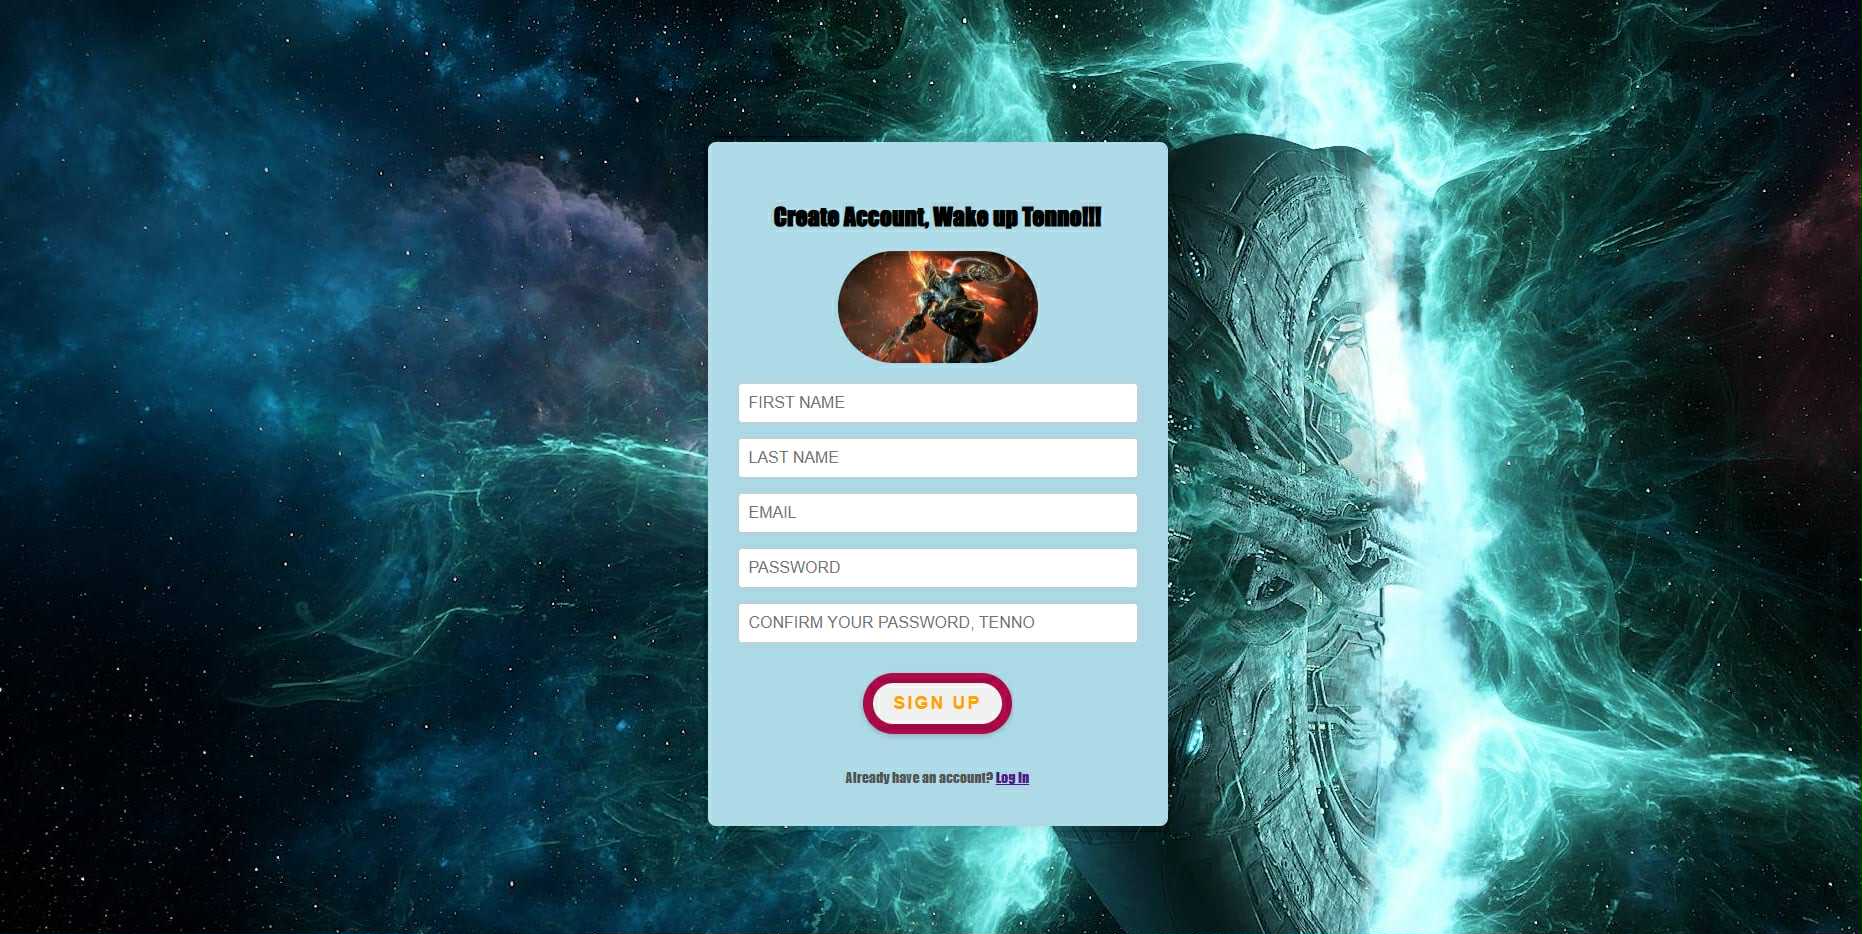 Create Account, Wake up Tenno!!!
FIRST NAME
LAST NAME
EMAIL
PASSWORD
CONFIRM YOUR PASSWORD, TENNO
SIGN UP
Already have an account? Log In